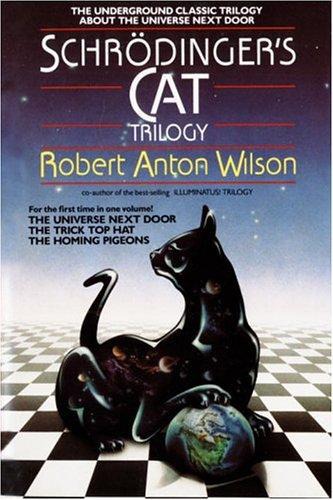 THE UNDERGROUND CLASSIC TRILOGY
ABOUT THE UNIVERSE NEXT DOOR
SCHRÖDINGER'S
CAT
TRILOGY
Robert Anton Wilson
co-author of the best-selling ILLUMINATUS! TRILOGY
For the first time in one volume!
THE UNIVERSE NEXT DOOR
THE TRICK TOP HAT
THE HOMING PIGEONS